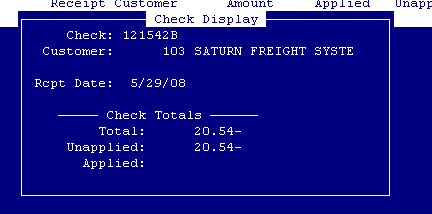 Receipt Customer Amount Applied Unapp
Check Display
Check: 121542B
Customer: 103 SATURN FREIGHT SYSTE
Rcpt Date: 5/29/08
Check Totals
Total: 20.54-
Unapplied: 20.54-
Applied: